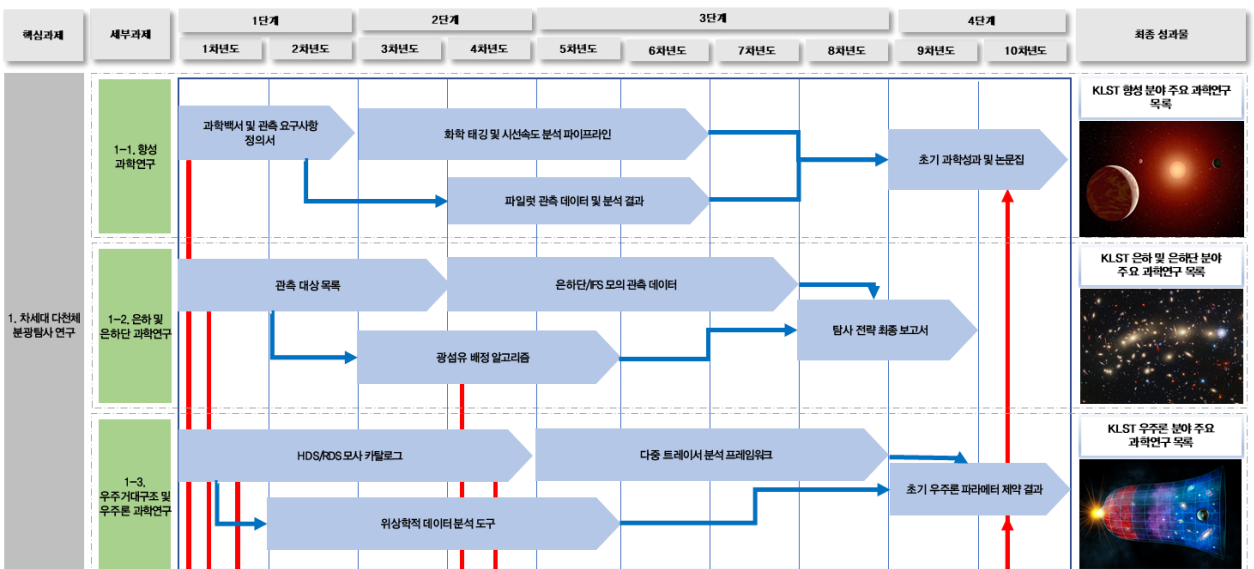 핵심과제
세부과제
1단계
2단계
3단계
4단계
최종 성과물
1차년도
2차년도
3차년도
4차년도
5차년도
6차년도
7차년도
8차년도
9차년도
10차년도
1. 차세대 다천체
분광탐사 연구
1-1. 항성
과학연구
과학백서 및 관측 요구사항
정의서
화학 태깅 및 시선속도 분석 파이프라인
파일럿 관측 데이터 및 분석 결과
초기 과학성과 및 논문집
KLST 항성 분야 주요 과학연구
목록
1-2. 은하 및
은하단 과학연구
관측 대상 목록
은하단/IFS 모의 관측 데이터
광섬유 배정 알고리즘
탐사 전략 최종 보고서
KLST 은하 및 은하단 분야
주요 과학연구 목록
1-3.
우주거대구조 및
우주론 과학연구
HDS/RDS 모사 카탈로그
다중 트레이서 분석 프레임워크
위상학적 데이터 분석 도구
초기 우주론 파라메터 제약 결과
KLST 우주론 분야 주요
과학연구 목록